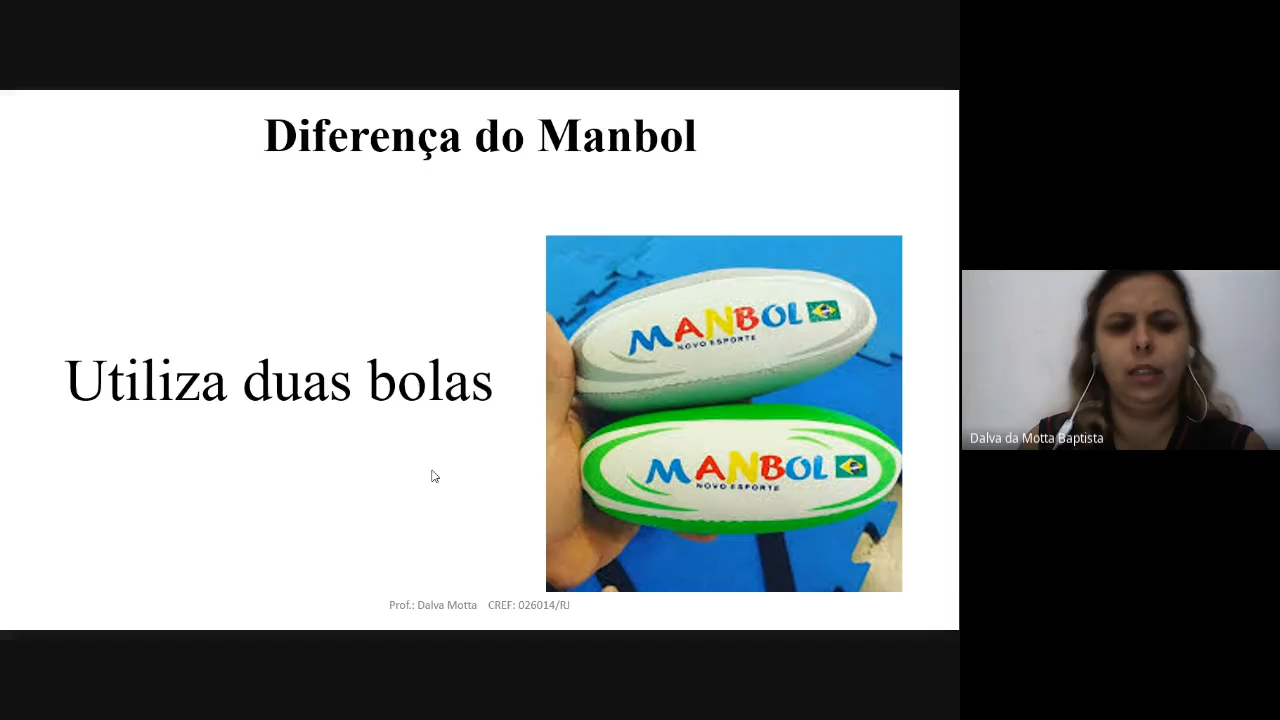 Diferença do Manbol
Utiliza duas bolas
MANBOL
NOVO ESPORTE
MANBOL
NOVO ESPORTE
Prof.: Dalva Motta CREF: 026014/RJ
Dalva da Motta Baptista